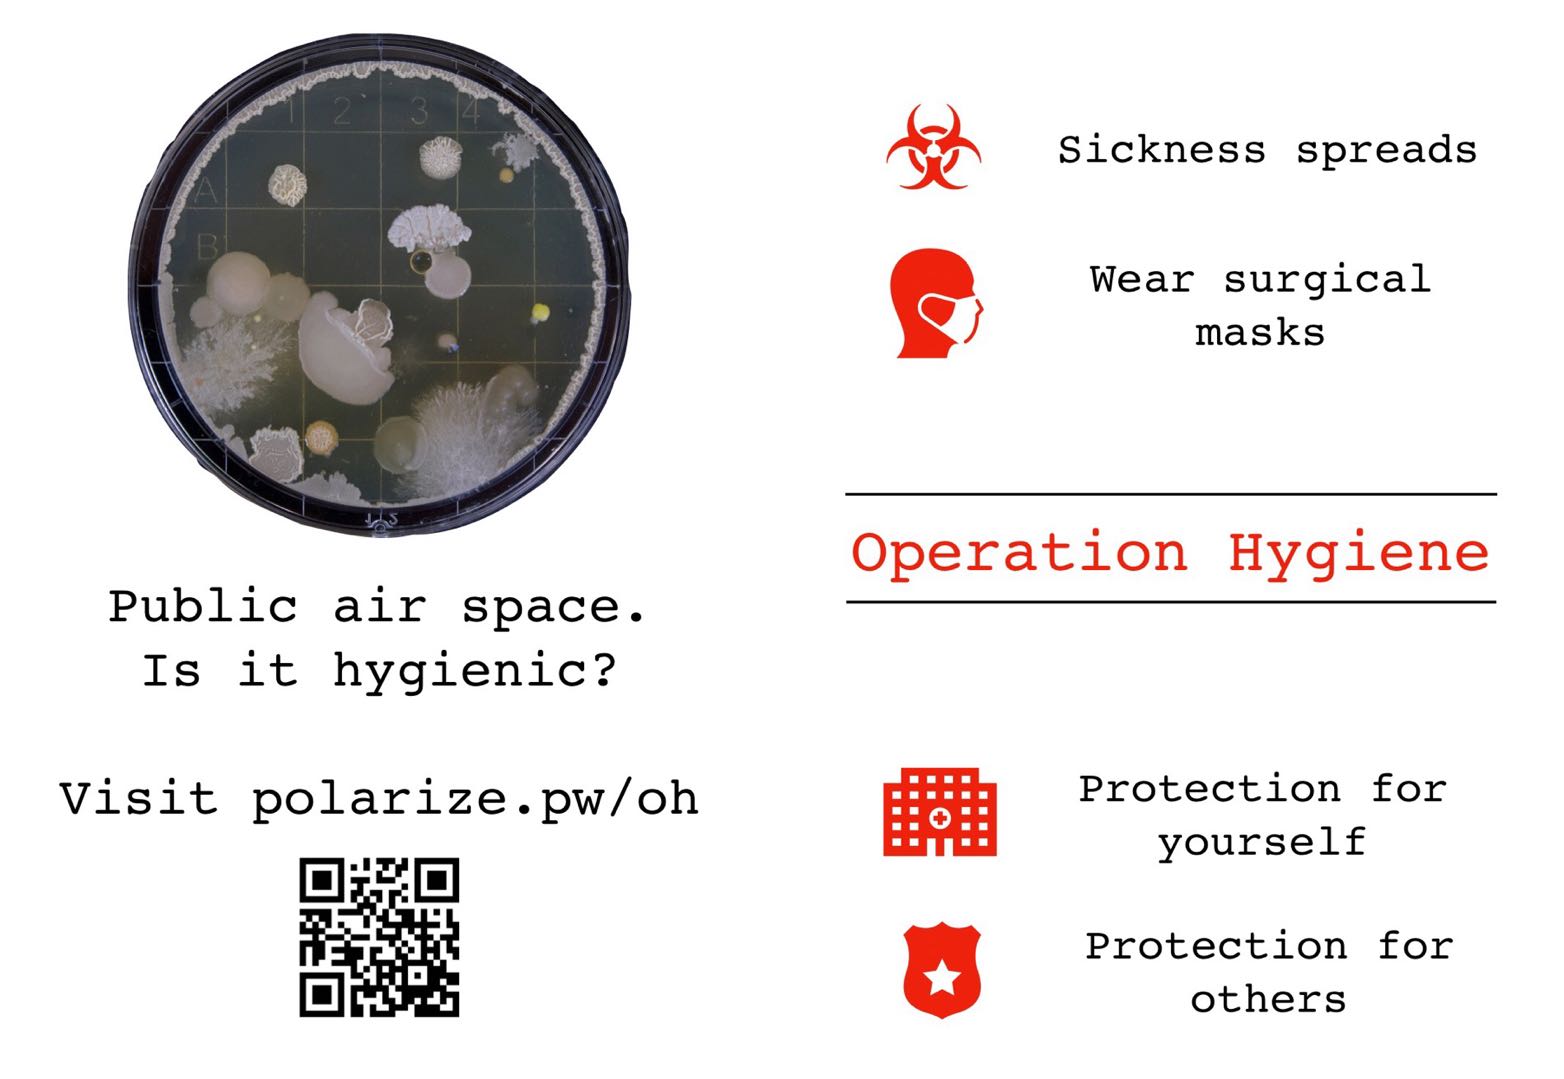 1 2 3 4
A
B
Public air space.
Is it hygienic?
Visit polarize.pw/oh
Sickness spreads
Wear surgical
masks
Operation Hygiene
Protection for
yourself
Protection for
others